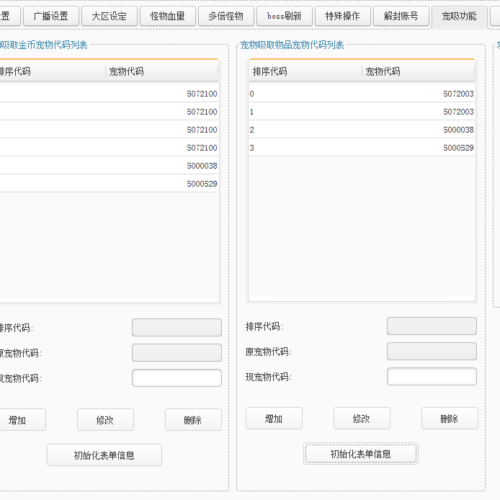 置 广播设置 大区设定 怪物血量 多倍怪物 boss刷新 特殊操作 解封账号 宠吸功能
吸取金币宠物代码列表
排序代码 宠物代码
5072100
5072100
5072100
5072100
5000038
5000529
排序代码:
原宠物代码:
现宠物代码:
增加 修改 删除
初始化表单信息
宠物吸取物品宠物代码列表
排序代码 宠物代码
0 5072003
1 5072003
2 5000038
3 5000529
排序代码:
原宠物代码:
现宠物代码:
增加 修改 删除
初始化表单信息